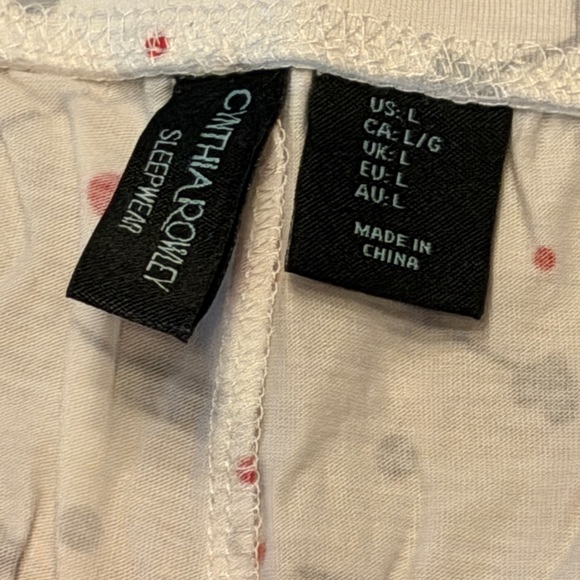 CYNTHIA ROWLEY
SLEEPWEAR
US: L
CA: L/G
UK: L
EU: L
AU: L
MADE IN
CHINA